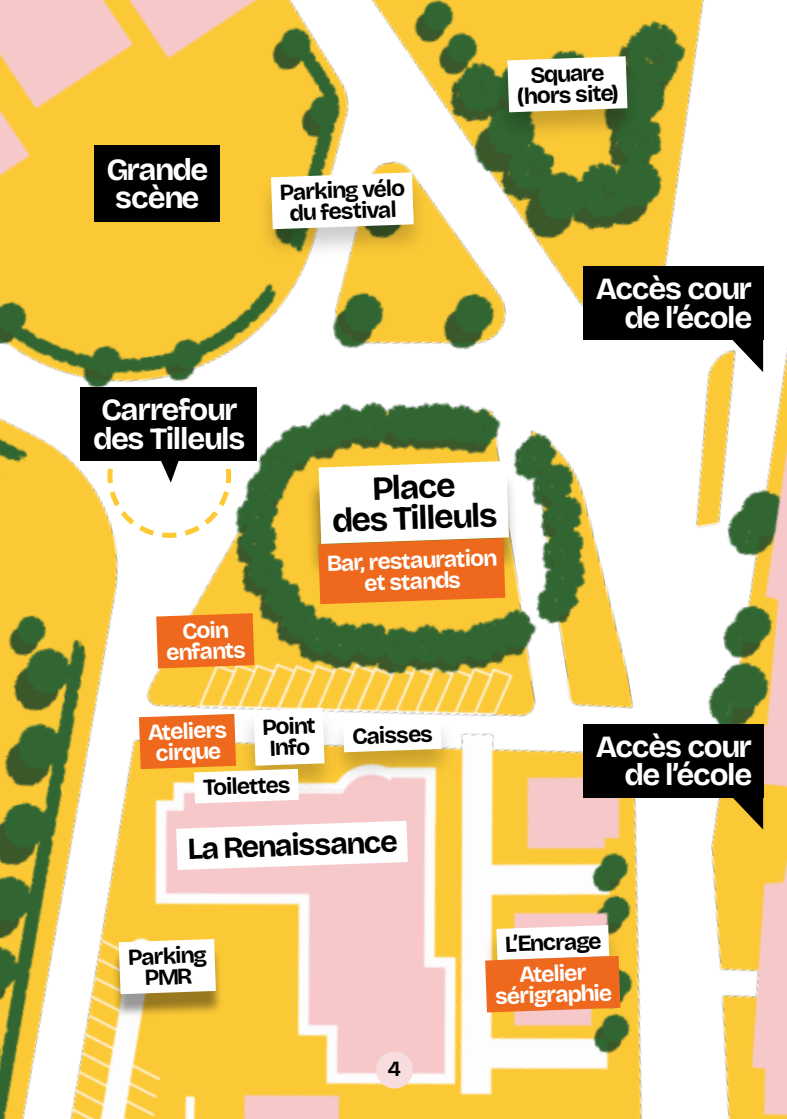 Square
(hors site)
Grande
scène
Parking vélo
du festival
Accès cour
de l'école
Carrefour
des Tilleuls
Place
des Tilleuls
Bar, restauration
et stands
Coin
enfants
Ateliers
cirque
Point
Info
Caisses
Toilettes
Accès cour
de l'école
La Renaissance
L'Encrage
Atelier
sérigraphie
Parking
PMR
4